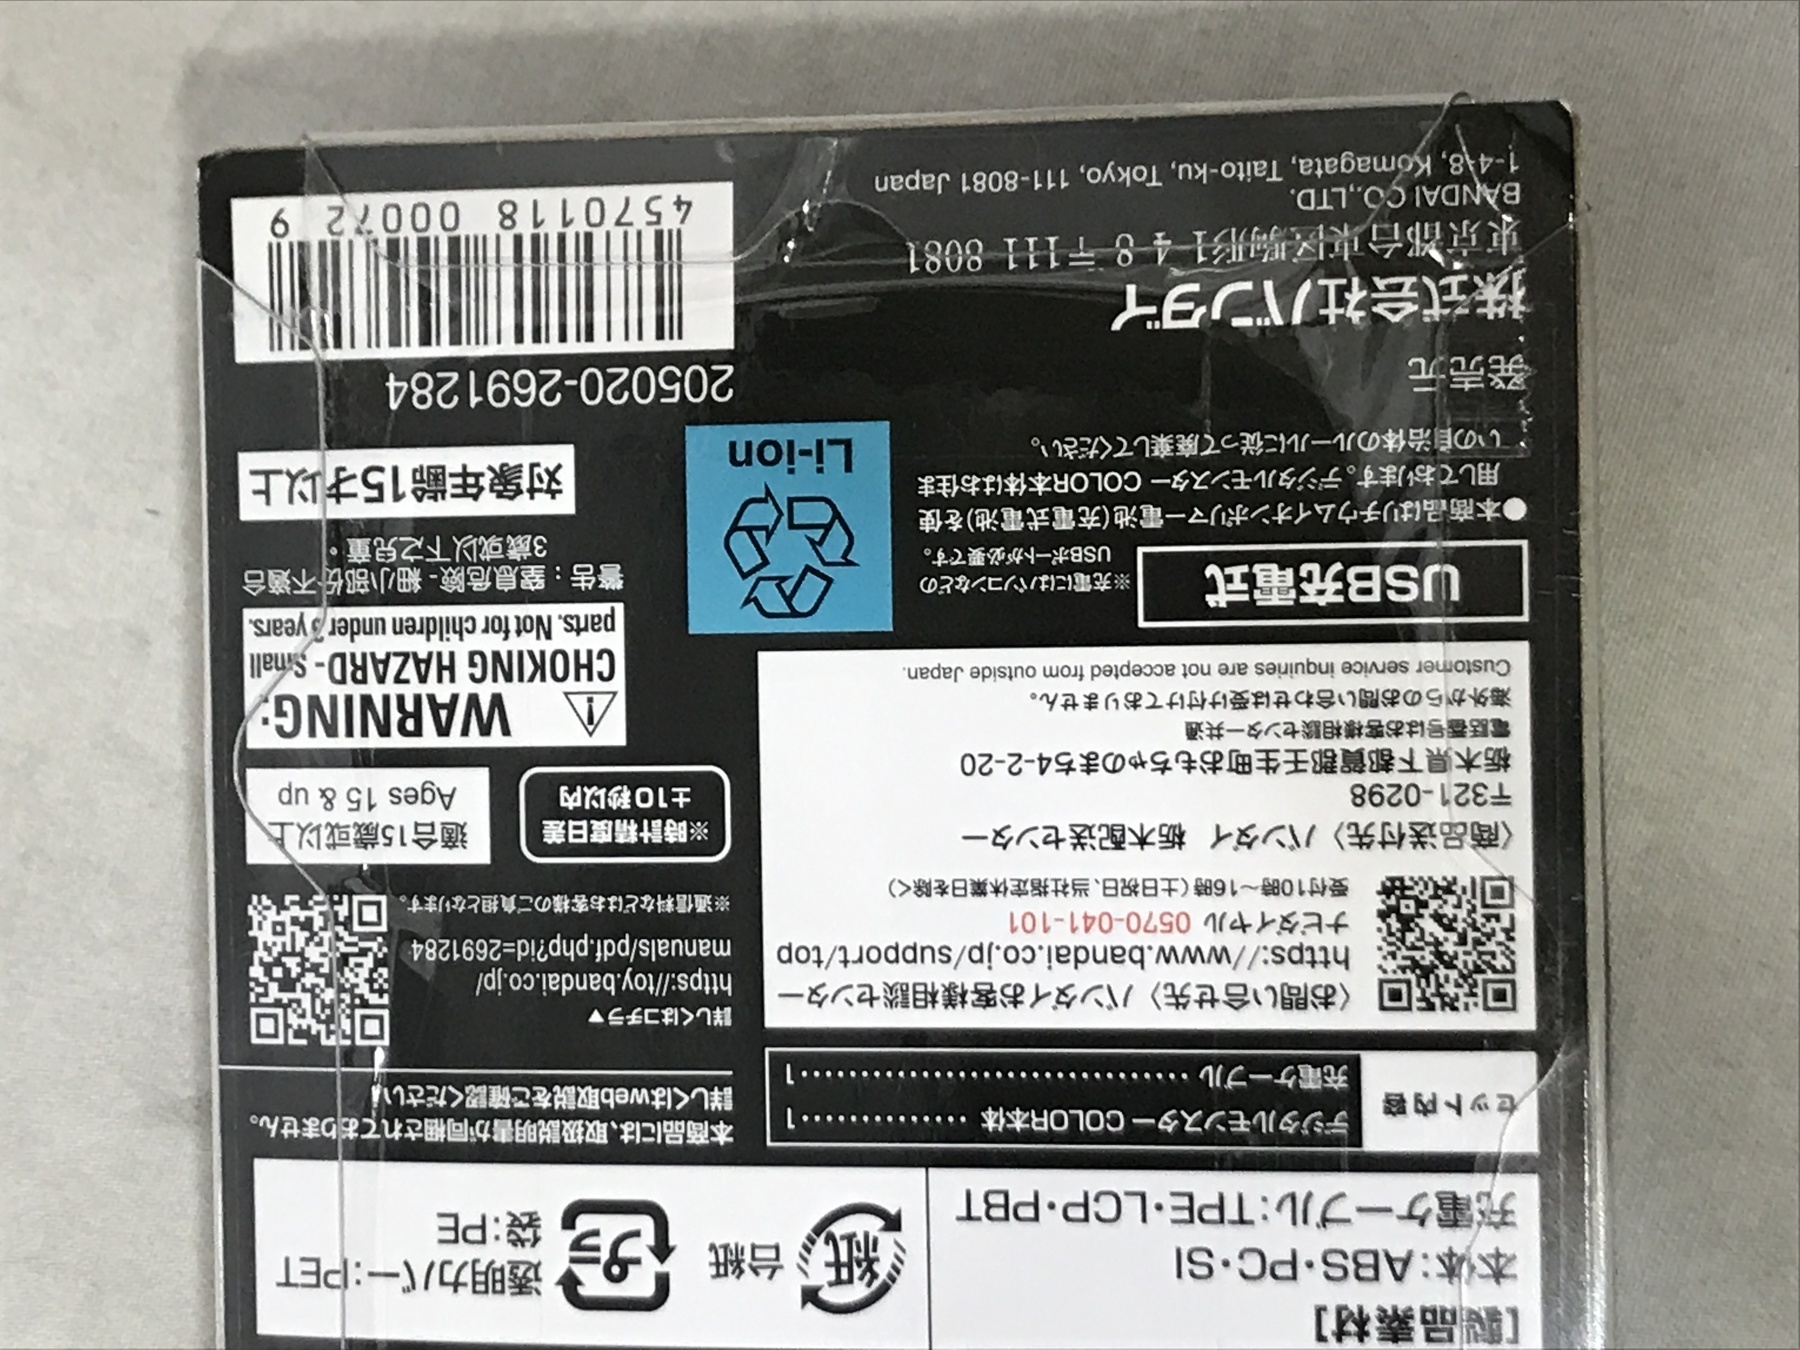 [製品素材]
本体:ABS・PC・SI
充電ケーブル:TPE・LCP・PBT
紙
台紙
プラ
透明カバー:PET
袋:PE
セット内容
デジタルモンスター COLOR本体··············1
充電ケーブル································1
本商品には、取扱説明書が同梱されておりません。
詳しくはweb取説をご確認ください!
〈お問い合せ先〉バンダイお客様相談センター
https://www.bandai.co.jp/support/top
ナビダイヤル 0570-041-101
受付10時〜16時(土日祝日、当社指定休業日を除く)
〈商品送付先〉バンダイ 栃木配送センター
〒321-0298
栃木県下都賀郡壬生町おもちゃのまち4-2-20
電話番号はお客様相談センター共通
海外からのお問い合わせは受け付けておりません。
Customer service inquiries are not accepted from outside Japan.
詳しくはコチラ▼
https://toy.bandai.co.jp/
manuals/pdf.php?id=2691284
※通信料などはお客様のご負担となります。
※時計精度日差
±10秒以内
適合15歳或以上
Ages 15 & up
WARNING:
CHOKING HAZARD- Small
parts. Not for children under 3 years.
警告：窒息危險 - 細小部份不適合
3歲或以下之兒童。
対象年齢15才以上
USB充電式
※充電にはパソコンなどの
USBポートが必要です。
●本商品はリチウムイオンポリマー電池(充電式電池)を使
用しております。デジタルモンスター COLOR本体はお住ま
いの自治体のルールに従って廃棄してください。
Li-ion
発売元
株式会社バンダイ
東京都台東区駒形1-4-8 〒111-8081
BANDAI CO.,LTD.
1-4-8, Komagata, Taito-ku, Tokyo, 111-8081 Japan
205020-2691284
4 570118 000072 9